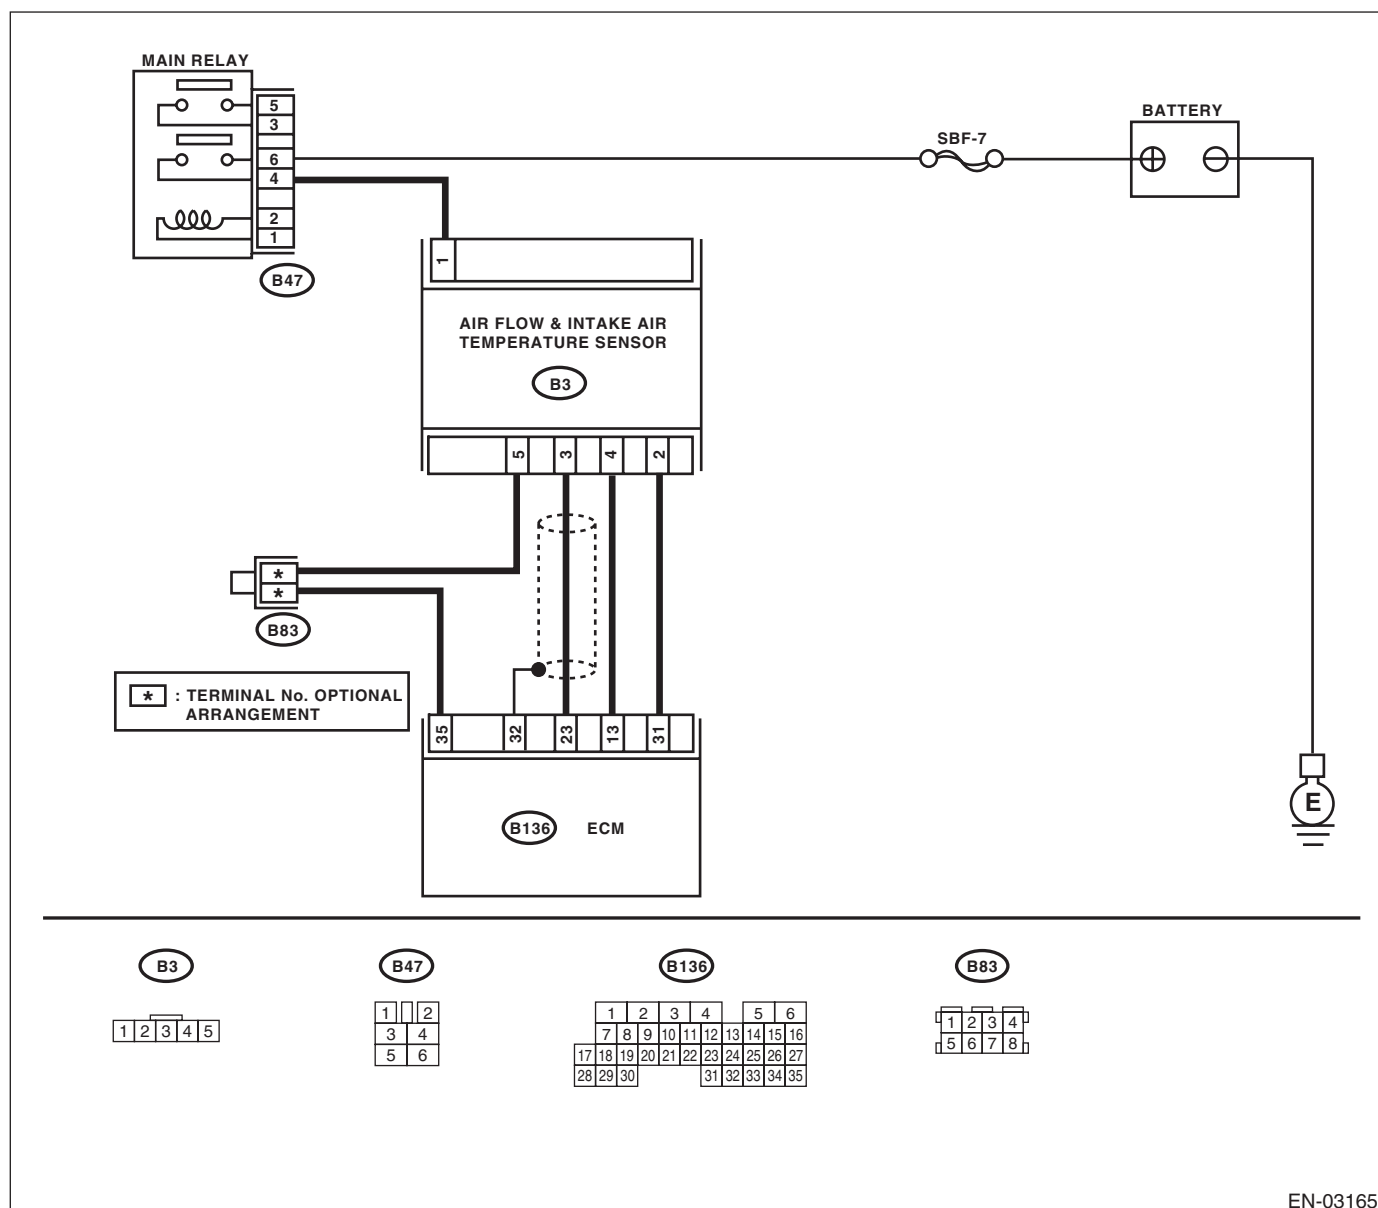 MAIN RELAY
5
3
6
4
2
1
B47
SBF-7
BATTERY
1
AIR FLOW & INTAKE AIR
TEMPERATURE SENSOR
B3
5 3 4 2
*
*
B83
* : TERMINAL No. OPTIONAL
ARRANGEMENT
35 32 23 13 31
B136 ECM
E
B3
1 2 3 4 5
B47
1 2
3 4
5 6
B136
1 2 3 4 5 6
7 8 9 10 11 12 13 14 15 16
17 18 19 20 21 22 23 24 25 26 27
28 29 30 31 32 33 34 35
B83
1 2 3 4
5 6 7 8
EN-03165